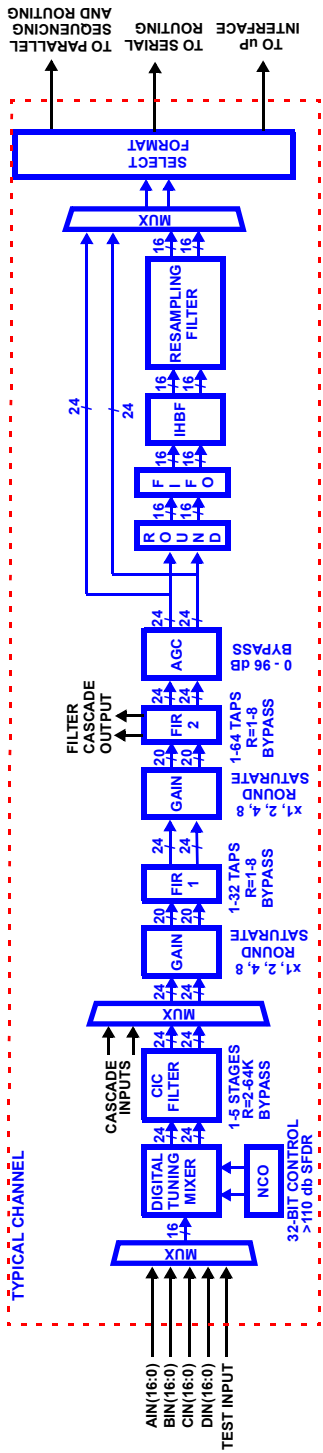 TYPICAL CHANNEL
AIN(16:0)
BIN(16:0)
CIN(16:0)
DIN(16:0)
TEST INPUT
MUX
16
DIGITAL
TUNING
MIXER
NCO
32-BIT CONTROL
>110 db SFDR
24
24
CIC
FILTER
1-5 STAGES
R=2-64K
BYPASS
24
24
CASCADE
INPUTS
MUX
24
24
GAIN
x1, 2, 4, 8
ROUND
SATURATE
20
20
FIR
1
1-32 TAPS
R=1-8
BYPASS
24
24
GAIN
x1, 2, 4, 8
ROUND
SATURATE
20
20
FIR
2
1-64 TAPS
R=1-8
BYPASS
FILTER
CASCADE
OUTPUT
24
24
AGC
0 - 96 dB
BYPASS
24
24
24
24
ROUND
16
16
FIFO
16
16
IHBF
16
16
RESAMPLING
FILTER
16
16
MUX
SELECT
FORMAT
TO PARALLEL
SEQUENCING
AND ROUTING
TO SERIAL
ROUTING
TO uP
INTERFACE